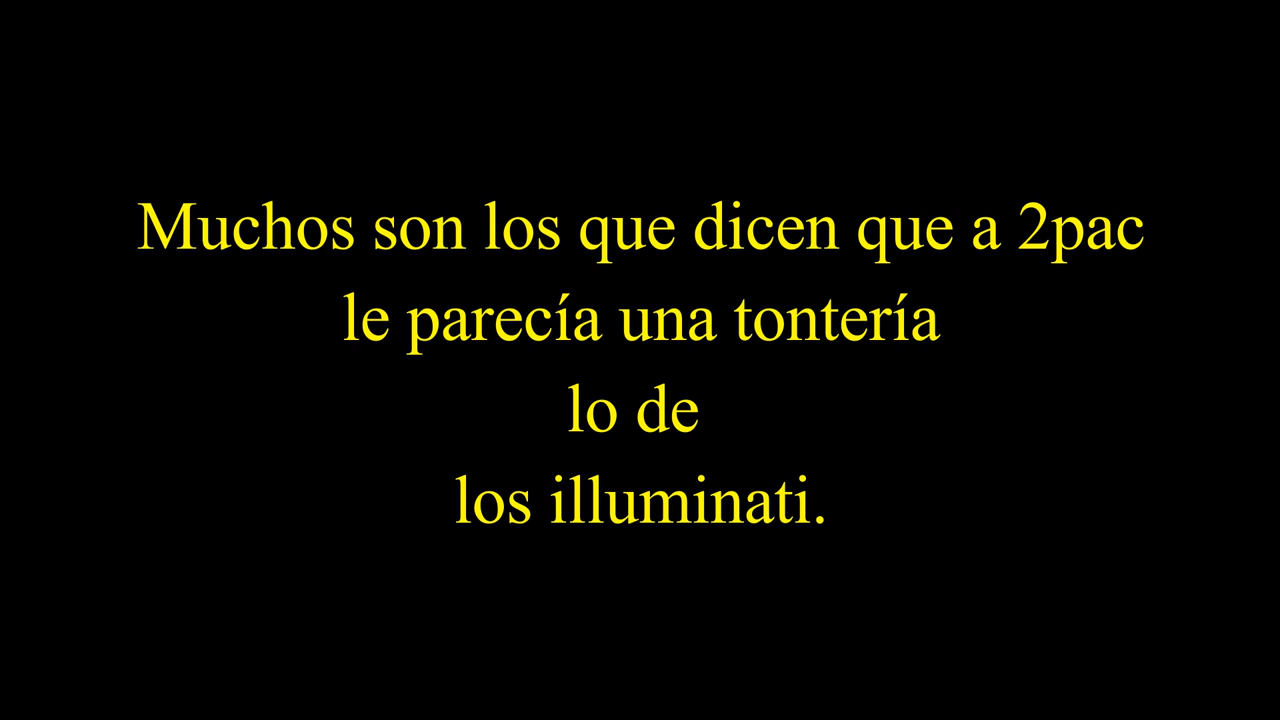 Muchos son los que dicen que a 2pac
le parecía una tontería
lo de
los illuminati.